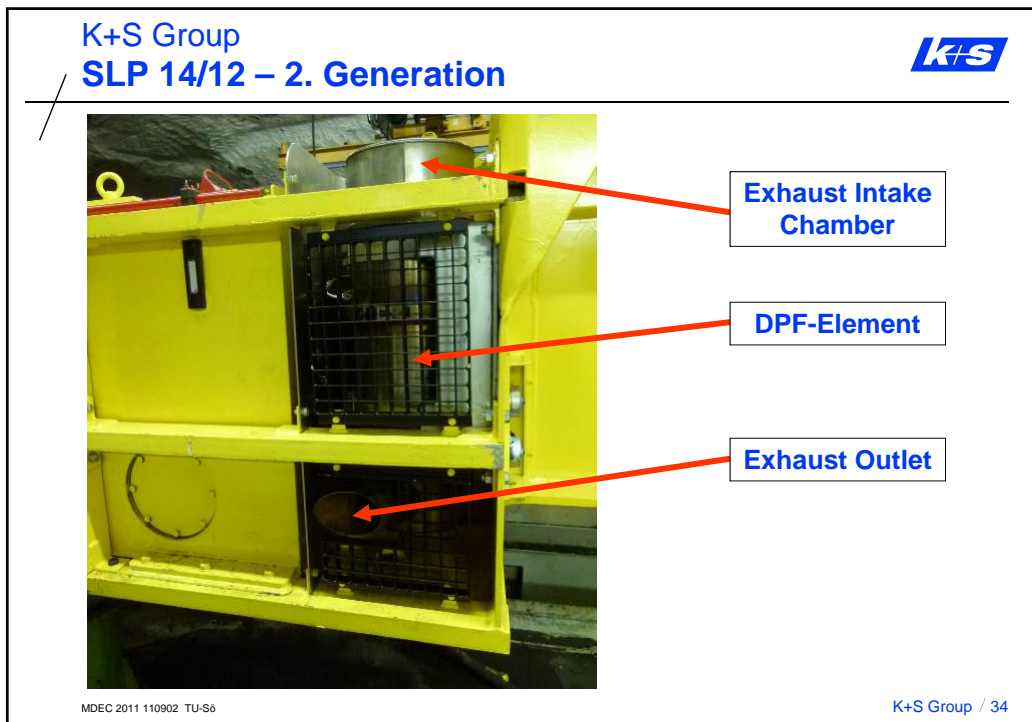 K+S Group
SLP 14/12 – 2. Generation
K+S
Exhaust Intake
Chamber
DPF-Element
Exhaust Outlet
MDEC 2011 110902 TU-Sö
K+S Group / 34